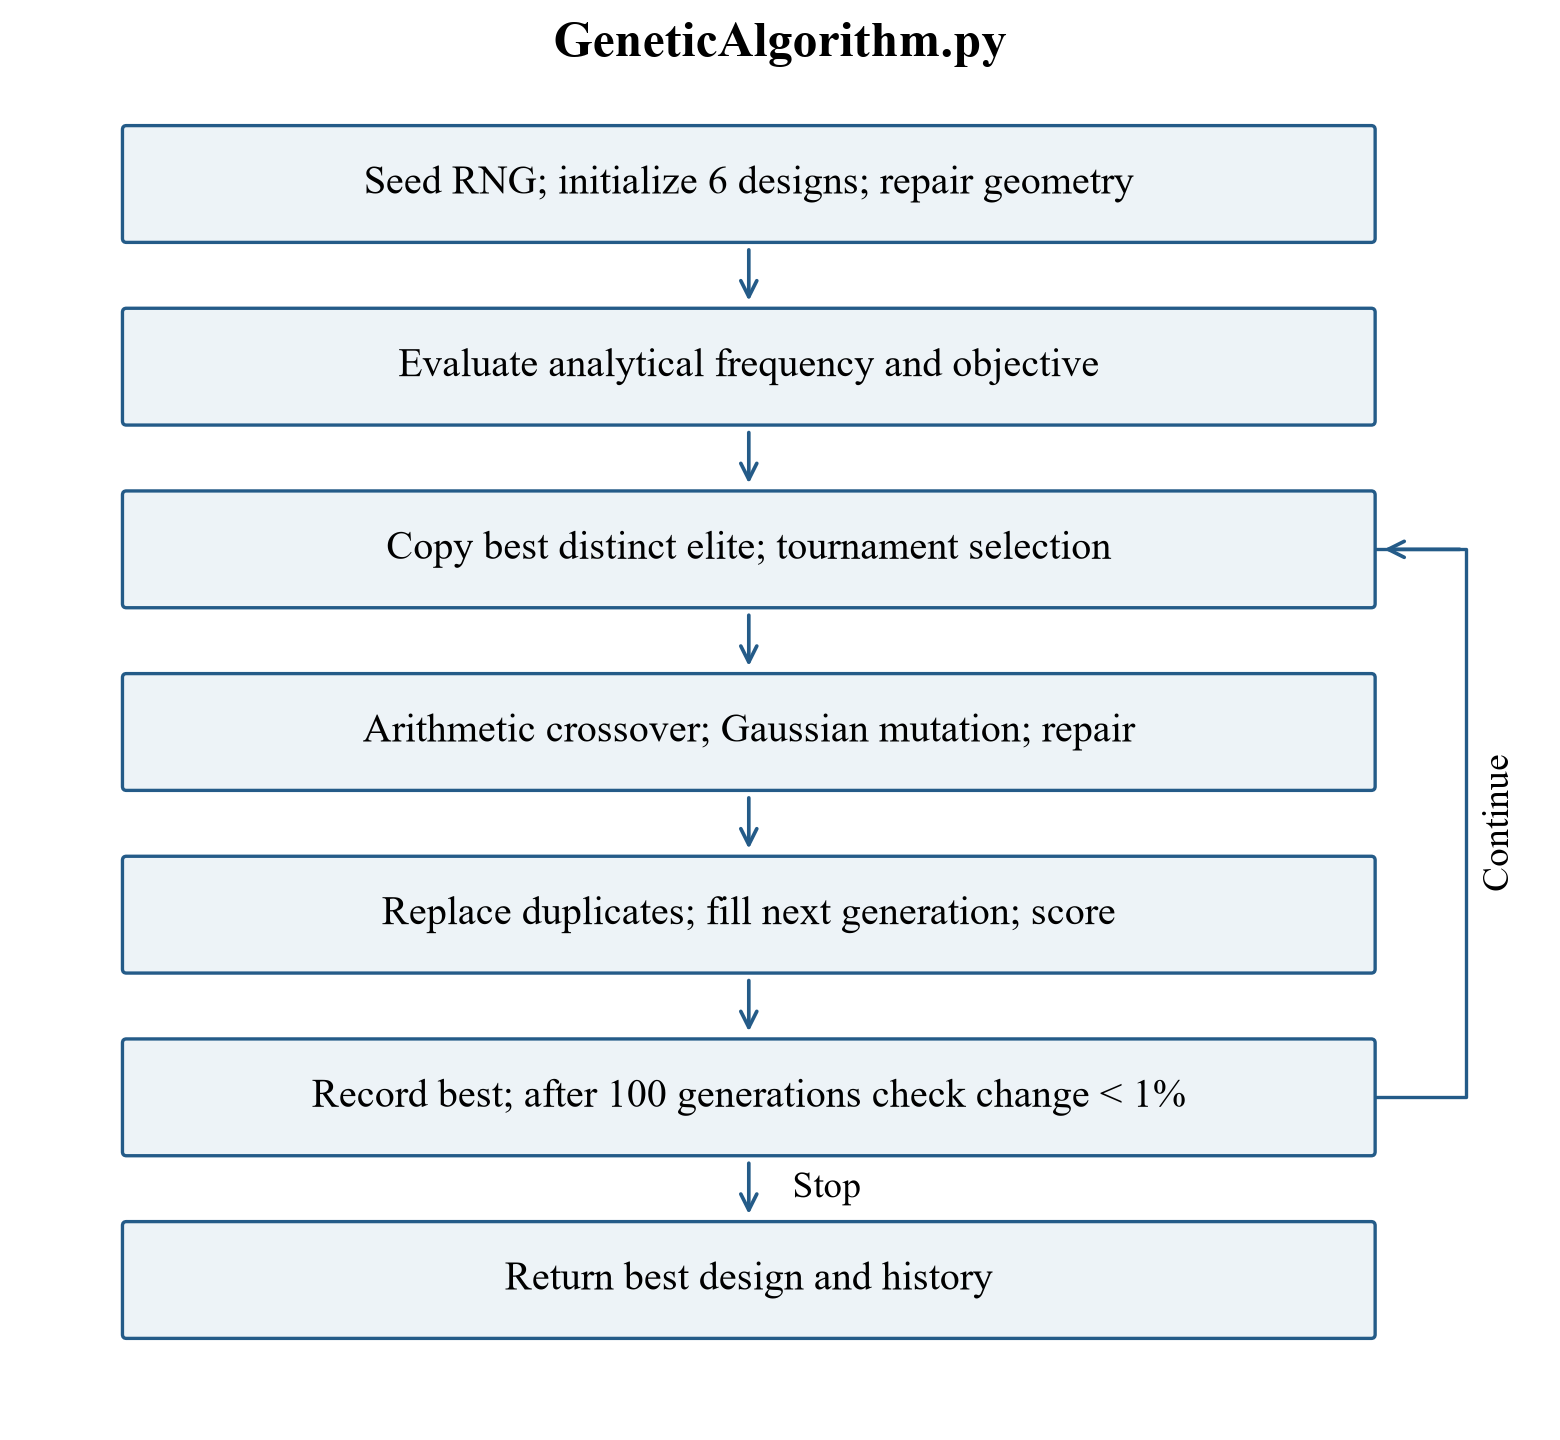 GeneticAlgorithm.py
Seed RNG; initialize 6 designs; repair geometry
Evaluate analytical frequency and objective
Copy best distinct elite; tournament selection
Arithmetic crossover; Gaussian mutation; repair
Continue
Replace duplicates; fill next generation; score
Record best; after 100 generations check change < 1%
Stop
Return best design and history